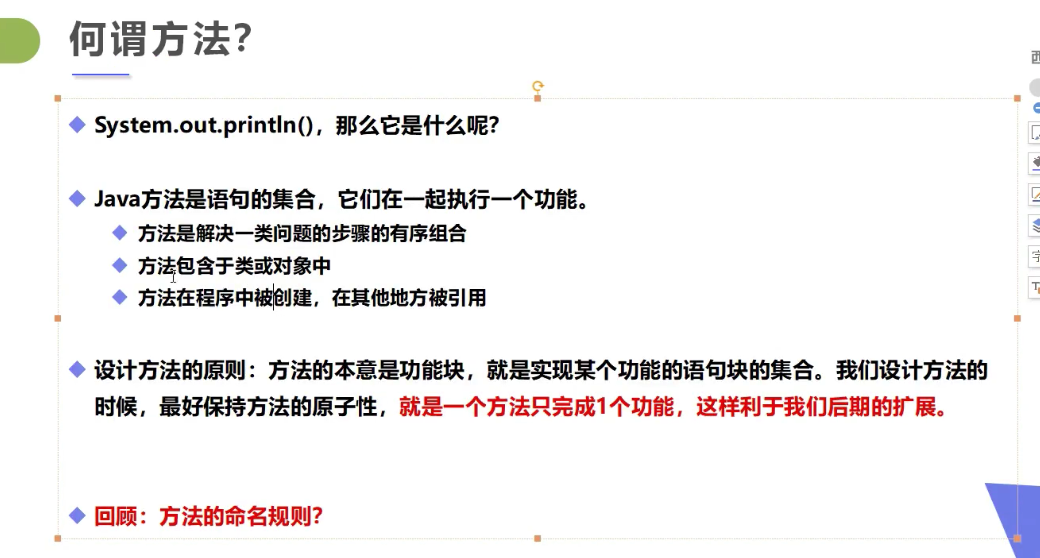 何谓方法？
System.out.println()，那么它是什么呢？
Java方法是语句的集合，它们在一起执行一个功能。
方法是解决一类问题的步骤的有序组合
方法包含于类或对象中
方法在程序中被创建，在其他地方被引用
设计方法的原则：方法的本意是功能块，就是实现某个功能的语句块的集合。我们设计方法的
时候，最好保持方法的原子性，就是一个方法只完成1个功能，这样利于我们后期的扩展。
回顾：方法的命名规则？